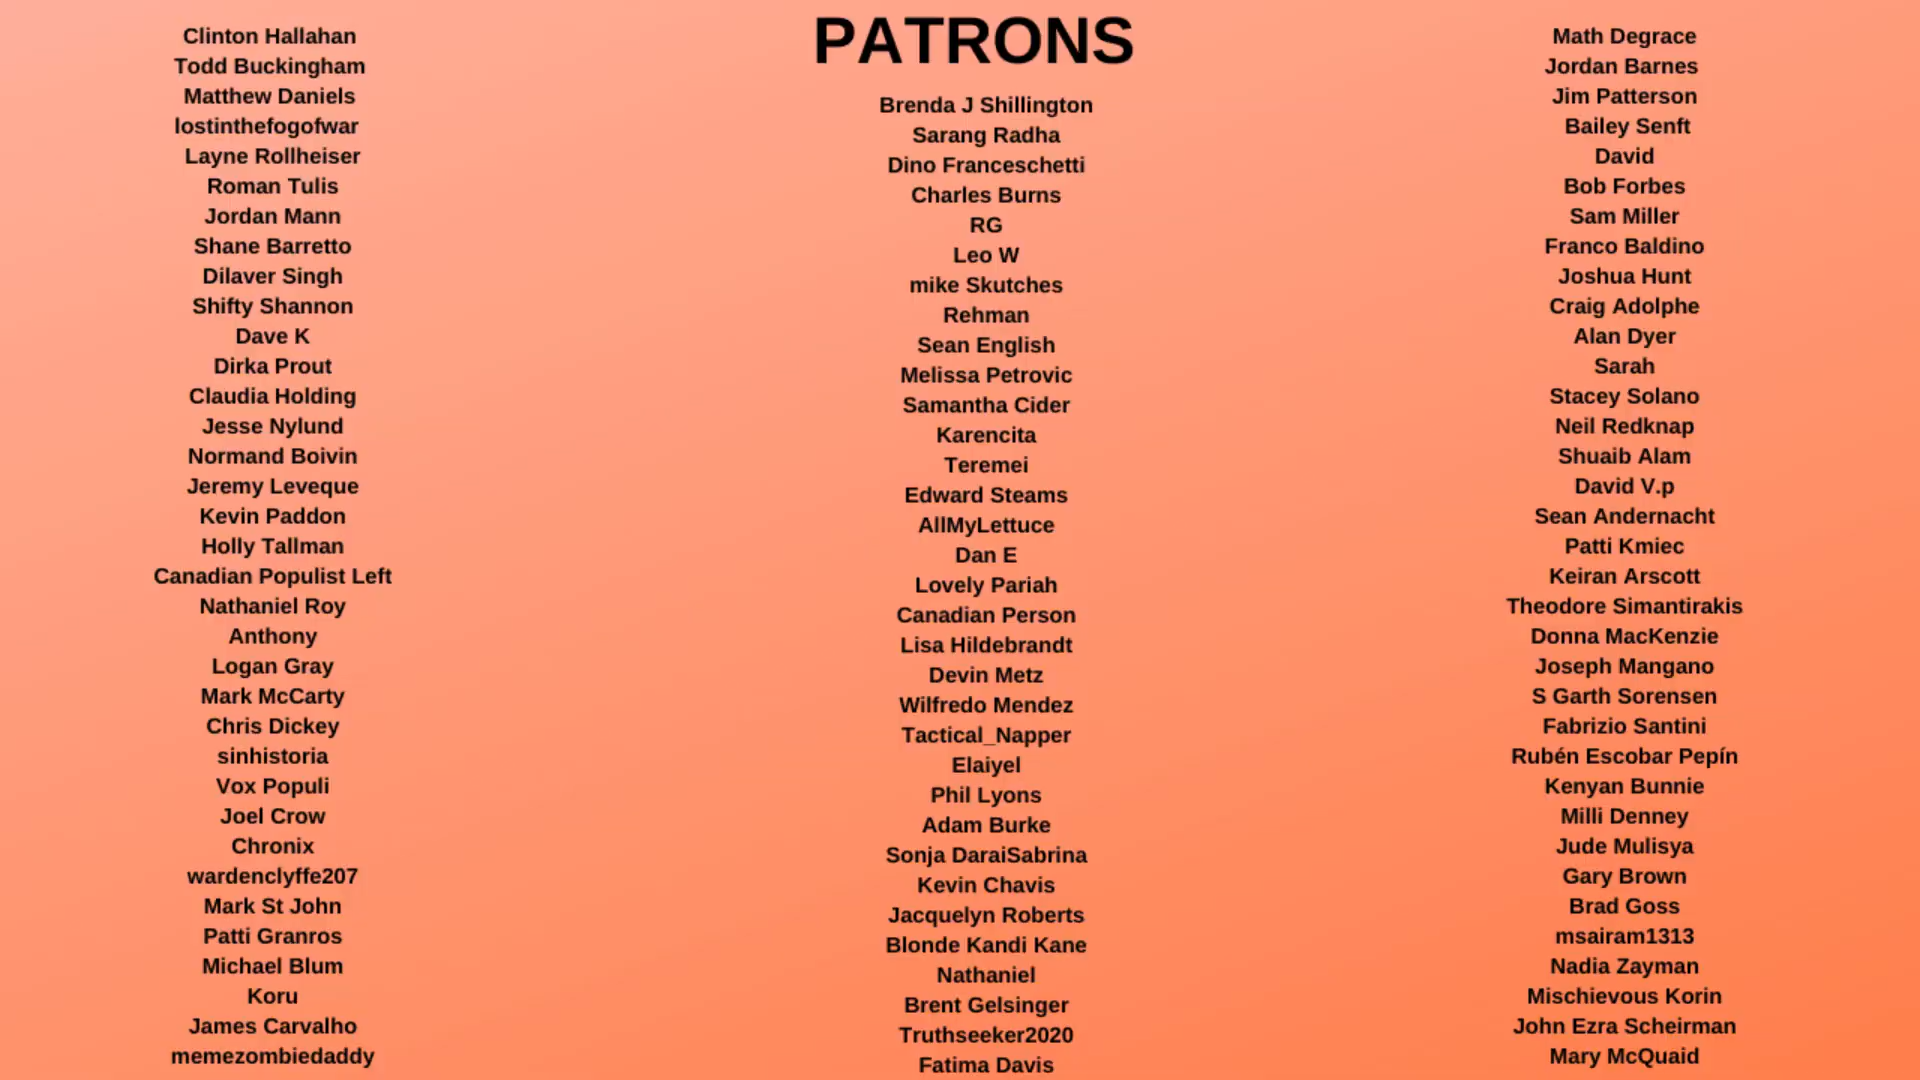 PATRONS
Clinton Hallahan
Todd Buckingham
Matthew Daniels
lostinthefogofwar
Layne Rollheiser
Roman Tulis
Jordan Mann
Shane Barretto
Dilaver Singh
Shifty Shannon
Dave K
Dirka Prout
Claudia Holding
Jesse Nylund
Normand Boivin
Jeremy Leveque
Kevin Paddon
Holly Tallman
Canadian Populist Left
Nathaniel Roy
Anthony
Logan Gray
Mark McCarty
Chris Dickey
sinhistoria
Vox Populi
Joel Crow
Chronix
wardenclyffe207
Mark St John
Patti Granros
Michael Blum
Koru
James Carvalho
memezombiedaddy
Brenda J Shillington
Sarang Radha
Dino Franceschetti
Charles Burns
RG
Leo W
mike Skutches
Rehman
Sean English
Melissa Petrovic
Samantha Cider
Karencita
Teremei
Edward Steams
AllMyLettuce
Dan E
Lovely Pariah
Canadian Person
Lisa Hildebrandt
Devin Metz
Wilfredo Mendez
Tactical_Napper
Elaiyel
Phil Lyons
Adam Burke
Sonja DaraiSabrina
Kevin Chavis
Jacquelyn Roberts
Blonde Kandi Kane
Nathaniel
Brent Gelsinger
Truthseeker2020
Fatima Davis
Math Degrace
Jordan Barnes
Jim Patterson
Bailey Senft
David
Bob Forbes
Sam Miller
Franco Baldino
Joshua Hunt
Craig Adolphe
Alan Dyer
Sarah
Stacey Solano
Neil Redknap
Shuaib Alam
David V.p
Sean Andernacht
Patti Kmiec
Keiran Arscott
Theodore Simantirakis
Donna MacKenzie
Joseph Mangano
S Garth Sorensen
Fabrizio Santini
Rubén Escobar Pepín
Kenyan Bunnie
Milli Denney
Jude Mulisya
Gary Brown
Brad Goss
msairam1313
Nadia Zayman
Mischievous Korin
John Ezra Scheirman
Mary McQuaid